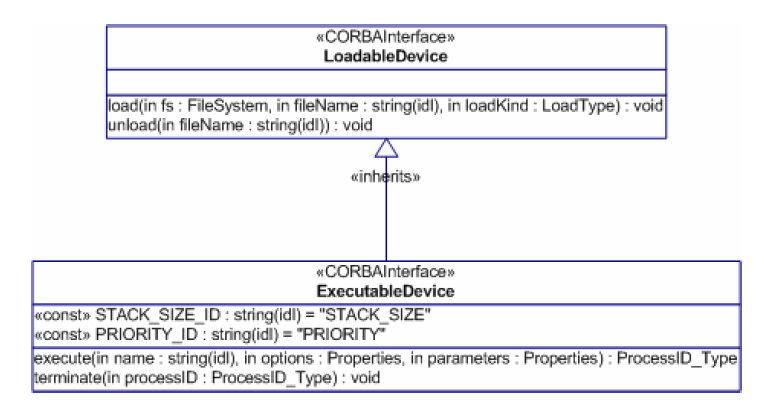 «CORBAInterface»
LoadableDevice
load(in fs : FileSystem, in fileName : string(idl), in loadKind : LoadType) : void
unload(in fileName : string(idl)) : void
«inherits»
«CORBAInterface»
ExecutableDevice
«const» STACK_SIZE_ID : string(idl) = "STACK_SIZE"
«const» PRIORITY_ID : string(idl) = "PRIORITY"
execute(in name : string(idl), in options : Properties, in parameters : Properties) : ProcessID_Type
terminate(in processID : ProcessID_Type) : void